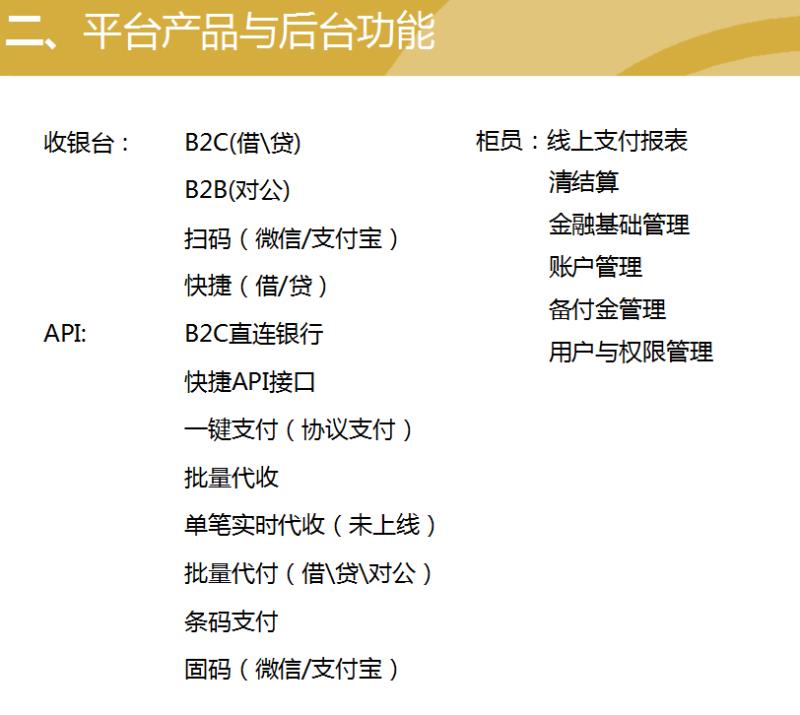 二、平台产品与后台功能
收银台：
B2C(借\贷)
B2B(对公)
扫码（微信/支付宝）
快捷（借/贷）
API:
B2C直连银行
快捷API接口
一键支付（协议支付）
批量代收
单笔实时代收（未上线）
批量代付（借\贷\对公）
条码支付
固码（微信/支付宝）
柜员：线上支付报表
清结算
金融基础管理
账户管理
备付金管理
用户与权限管理